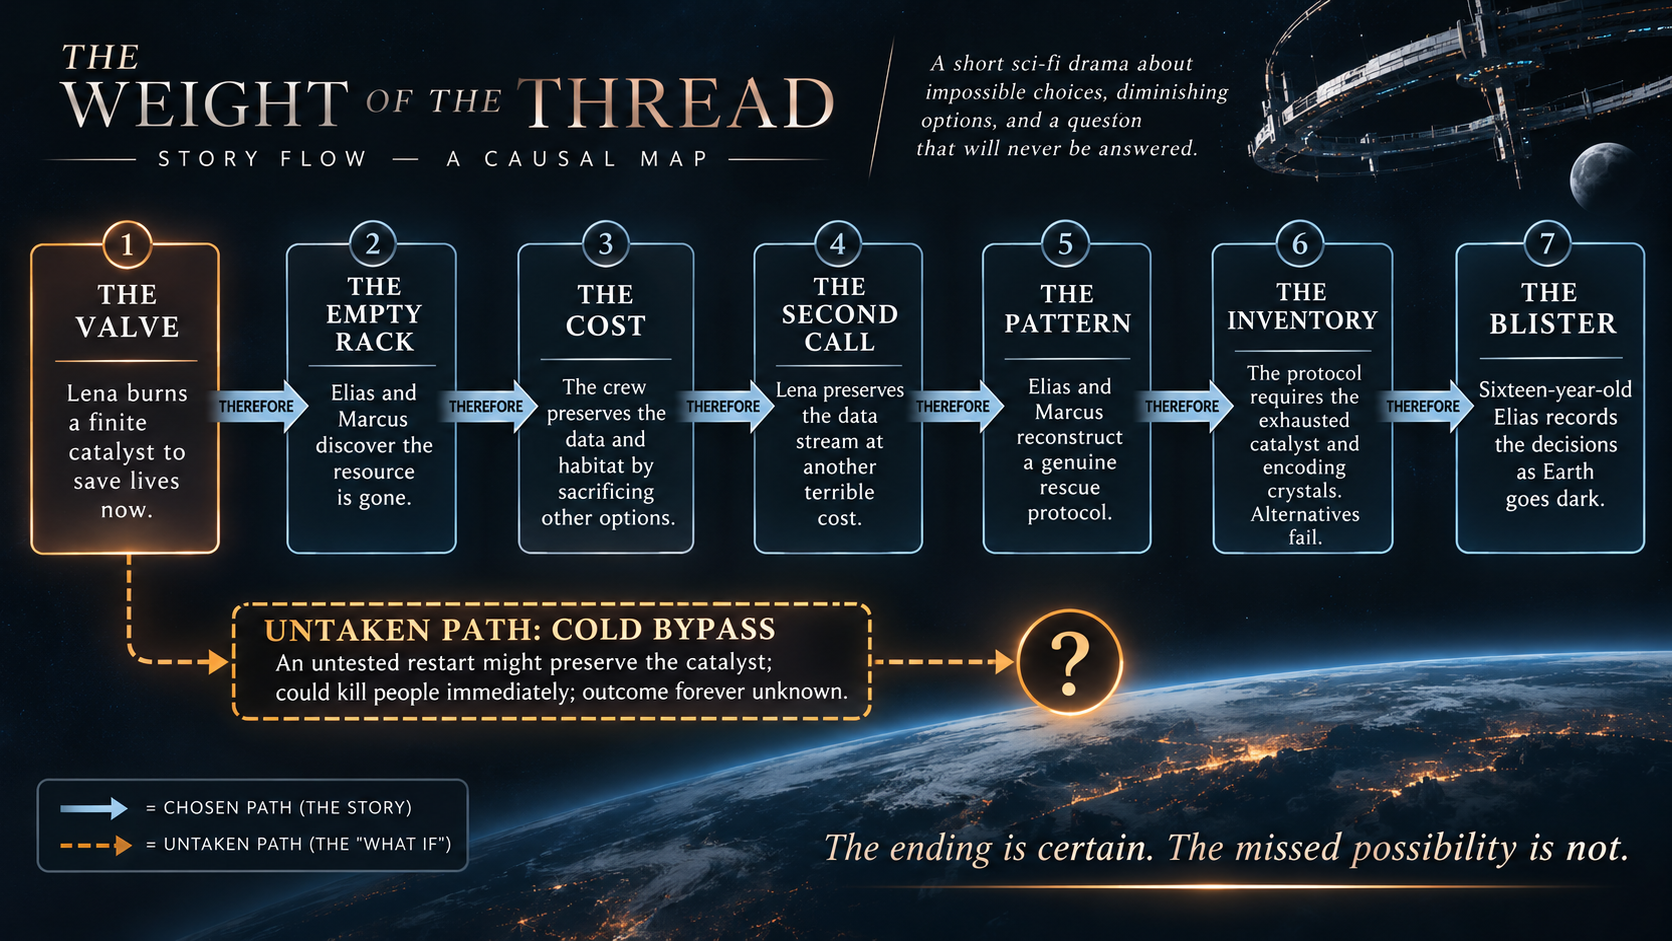 THE
WEIGHT OF THE THREAD
STORY FLOW — A CAUSAL MAP
A short sci-fi drama about
impossible choices, diminishing
options, and a queston
that will never be answered.
1
THE
VALVE
Lena burns
a finite
catalyst to
save lives
now.
THEREFORE
2
THE
EMPTY
RACK
Elias and
Marcus
discover the
resource
is gone.
THEREFORE
3
THE
COST
The crew
preserves the
data and
habitat by
sacrificing
other options.
THEREFORE
4
THE
SECOND
CALL
Lena preserves
the data
stream at
another
terrible
cost.
THEREFORE
5
THE
PATTERN
Elias and
Marcus
reconstruct
a genuine
rescue
protocol.
THEREFORE
6
THE
INVENTORY
The protocol
requires the
exhausted
catalyst and
encoding
crystals.
Alternatives
fail.
THEREFORE
7
THE
BLISTER
Sixteen-year-old
Elias records
the decisions
as Earth
goes dark.
UNTAKEN PATH: COLD BYPASS
An untested restart might preserve the catalyst;
could kill people immediately; outcome forever unknown.
?
= CHOSEN PATH (THE STORY)
= UNTAKEN PATH (THE "WHAT IF")
The ending is certain. The missed possibility is not.